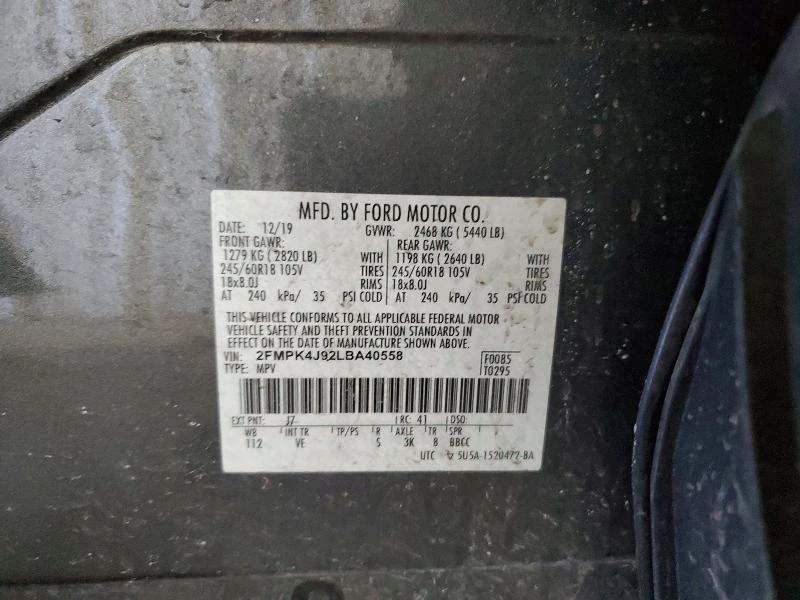 MFD. BY FORD MOTOR CO.
DATE: 12/19 GVWR: 2468 KG ( 5440 LB)
FRONT GAWR: REAR GAWR:
1279 KG ( 2820 LB) WITH 1198 KG ( 2640 LB) WITH
245/60R18 105V TIRES 245/60R18 105V TIRES
18x8.0J RIMS 18x8.0J RIMS
AT 240 kPa/ 35 PSI COLD AT 240 kPa/ 35 PSI COLD
THIS VEHICLE CONFORMS TO ALL APPLICABLE FEDERAL MOTOR
VEHICLE SAFETY AND THEFT PREVENTION STANDARDS IN
EFFECT ON THE DATE OF MANUFACTURE SHOWN ABOVE.
VIN: 2FMPK4J92LBA40558 F0085
TYPE: MPV T0295
EXT PNT: J7 RC: 41 DSO:
WB INT TR TP/PS R AXLE TR SPR
112 VE 5 3K 8 BBCC
UTC 5U5A-1520472-BA